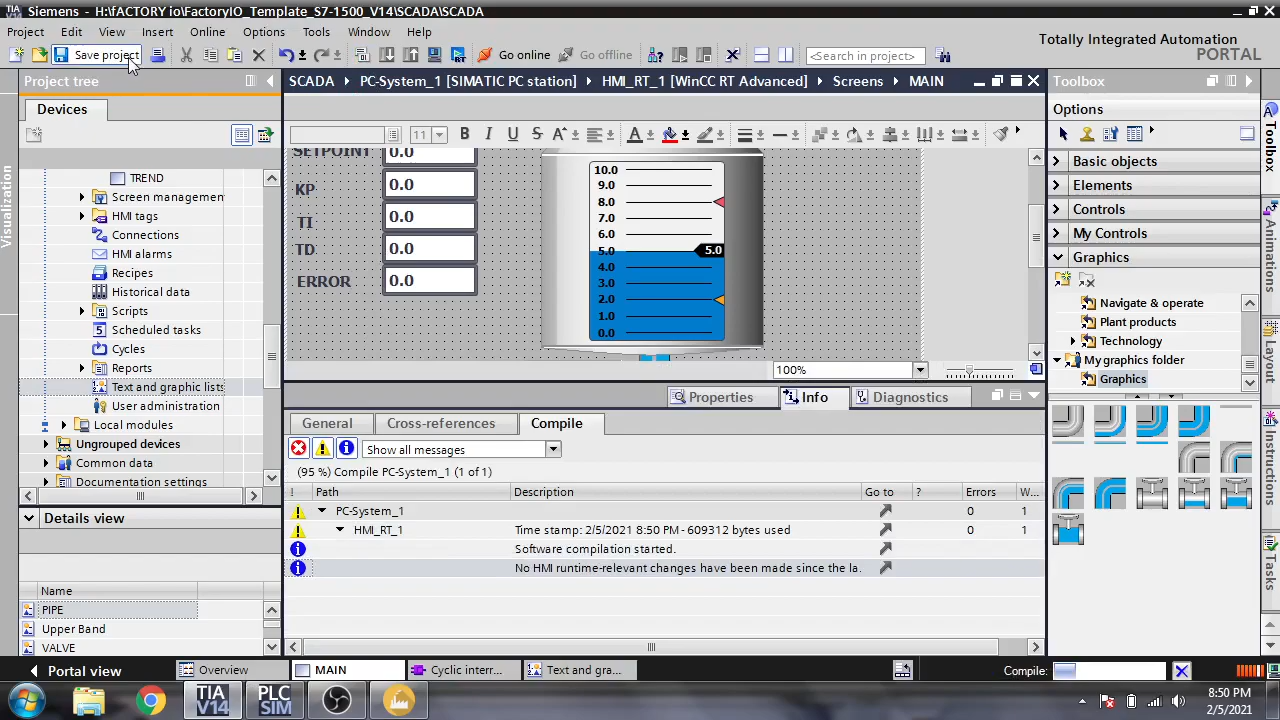 TIA
V14
Siemens - H:\fACTORY io\FactoryIO_Template_S7-1500_V14\SCADA\SCADA
Project Edit View Insert Online Options Tools Window Help
Totally Integrated Automation
PORTAL
Save project
Go online
Go offline
<Search in project>
Project tree
SCADA
PC-System_1 [SIMATIC PC station]
HMI_RT_1 [WinCC RT Advanced]
Screens
MAIN
Toolbox
Devices
Options
11
Visualization
TREND
Screen managemen
HMI tags
Connections
HMI alarms
Recipes
Historical data
Scripts
Scheduled tasks
Cycles
Reports
Text and graphic lists
User administration
Local modules
Ungrouped devices
Common data
Documentation settings
SETPOINT 0.0
KP 0.0
TI 0.0
TD 0.0
ERROR 0.0
10.0
9.0
8.0
7.0
6.0
5.0 5.0
4.0
3.0
2.0
1.0
0.0
100%
Basic objects
Elements
Controls
My Controls
Graphics
Navigate & operate
Plant products
Technology
My graphics folder
Graphics
Toolbox
Animations
Layout
Instructions
Tasks
Properties
Info
Diagnostics
General
Cross-references
Compile
Show all messages
(95 %) Compile PC-System_1 (1 of 1)
! Path Description Go to ? Errors W...
PC-System_1 0 1
HMI_RT_1 Time stamp: 2/5/2021 8:50 PM - 609312 bytes used 0 1
Software compilation started.
No HMI runtme-relevant changes have been made since the la.
Details view
Name
PIPE
Upper Band
VALVE
Portal view
Overview
MAIN
Cyclic interr...
Text and gra...
Compile:
TIA
V14
PLC
SIM
8:50 PM
2/5/2021